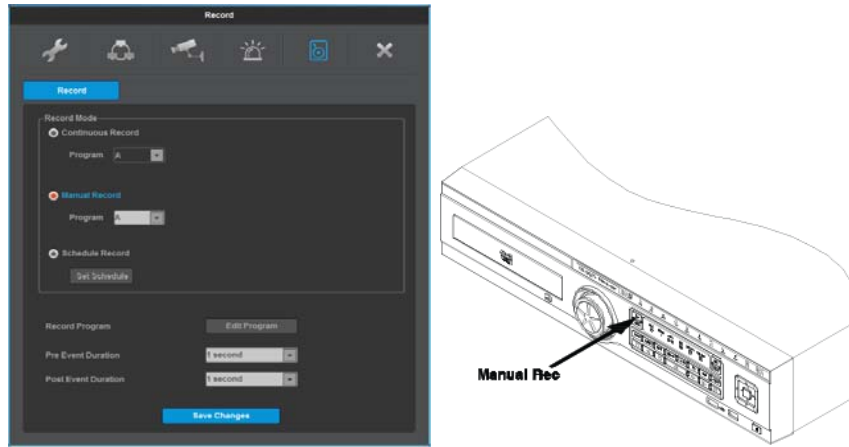 Record
Record
Record Mode
Continuous Record
Program A
Manual Record
Program A
Schedule Record
Set Schedule
Record Program Edit Program
Pre Event Duration 1 second
Post Event Duration 1 second
Save Changes
Manual Rec